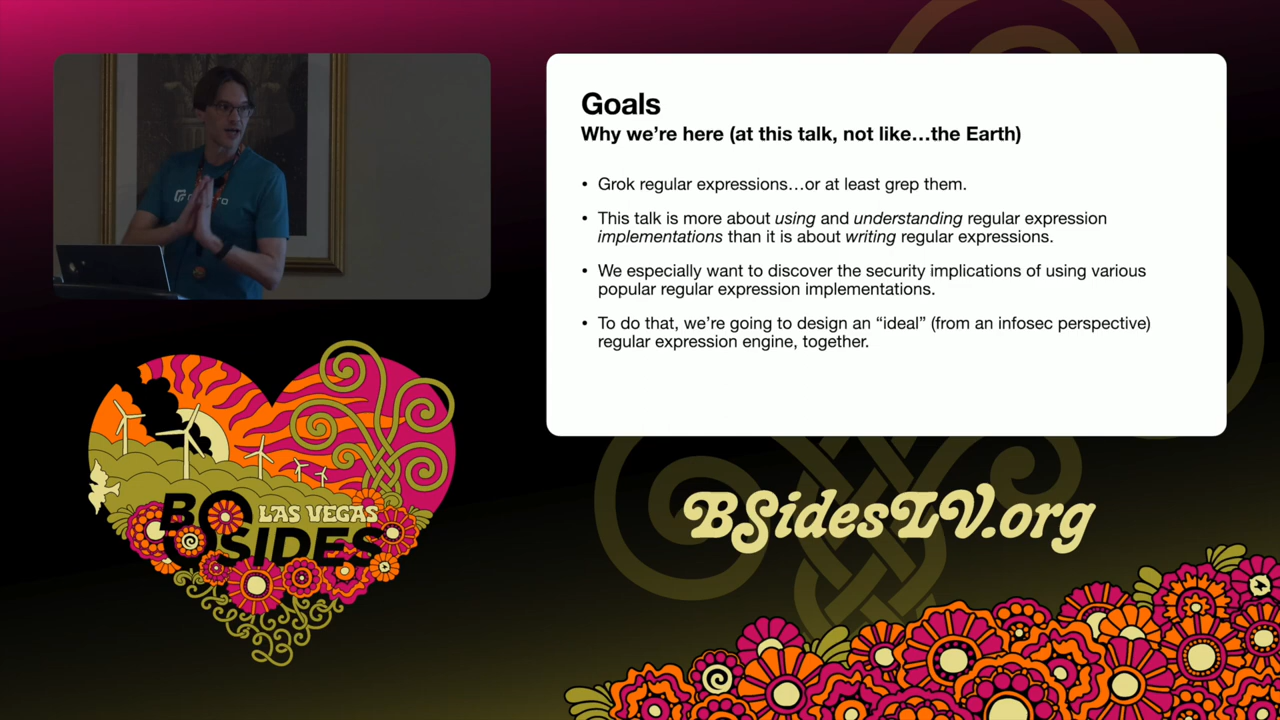 Goals
Why we're here (at this talk, not like…the Earth)
• Grok regular expressions…or at least grep them.
• This talk is more about using and understanding regular expression
implementations than it is about writing regular expressions.
• We especially want to discover the security implications of using various
popular regular expression implementations.
• To do that, we're going to design an “ideal” (from an infosec perspective)
regular expression engine, together.
LAS VEGAS
SIDES
BSidesLV.org